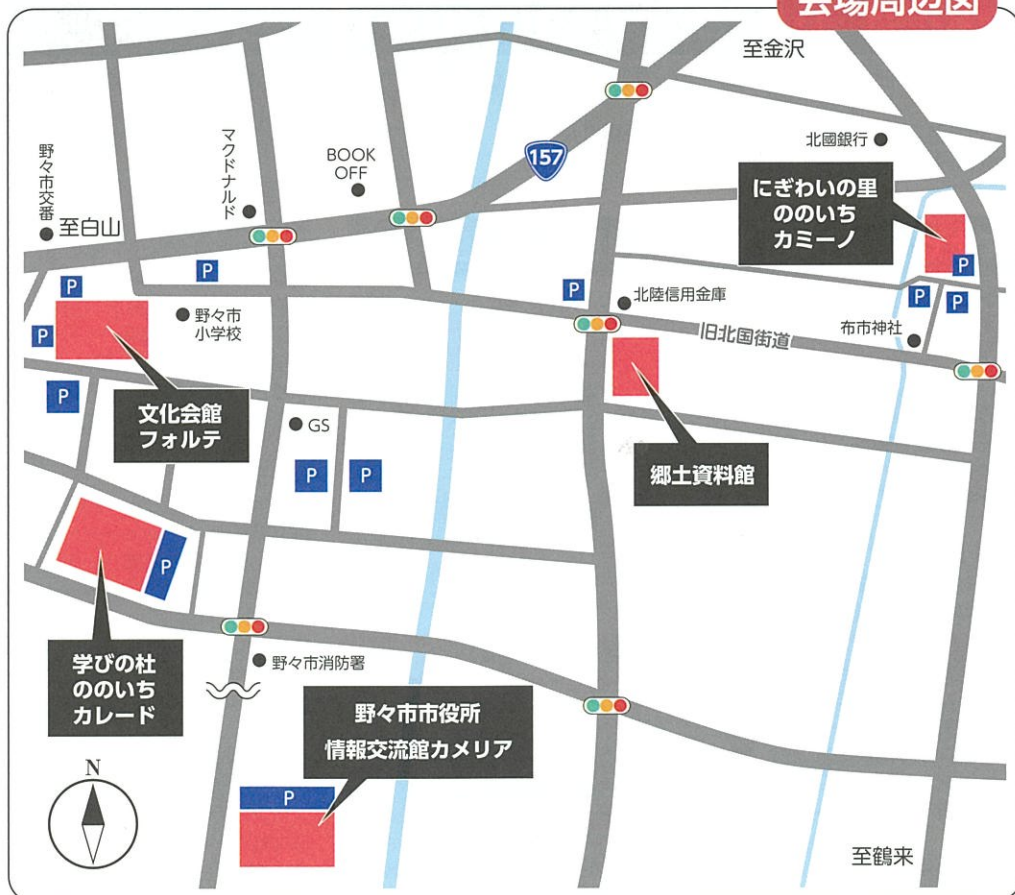 会場周辺図
至金沢
北國銀行
157
BOOK
OFF
マクドナルド
野々市交番
至白山
にぎわいの里
ののいち
カミーノ
P
P
P
P
P
P
P
北陸信用金庫
旧北国街道
布市神社
野々市
小学校
文化会館
フォルテ
P
GS
P
P
郷土資料館
P
学びの杜
ののいち
カレード
野々市消防署
野々市市役所
情報交流館カメリア
P
N
至鶴来